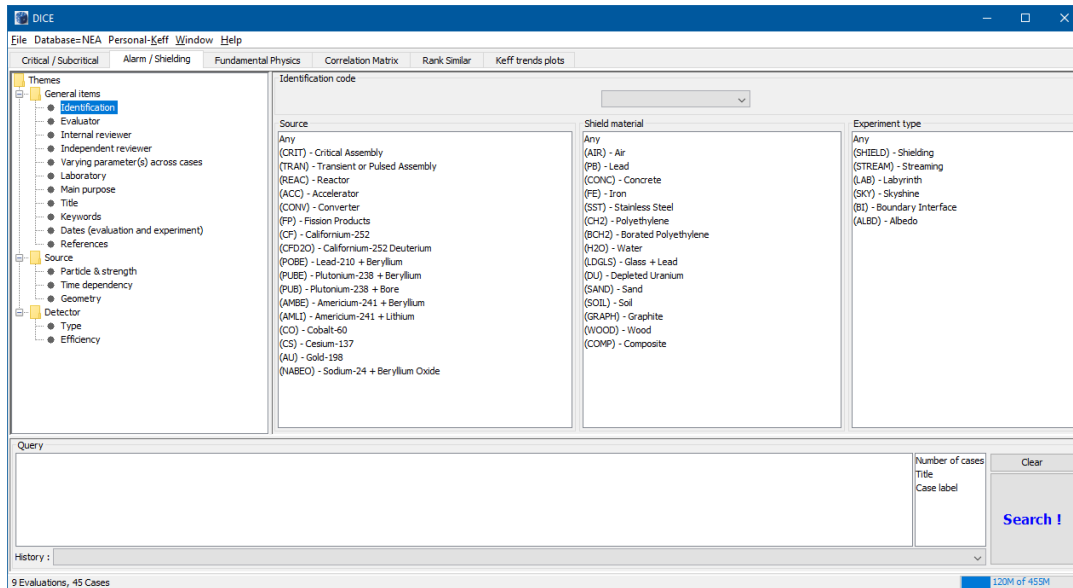 DICE
File Database=NEA Personal-Keff Window Help
Critical / Subcritical Alarm / Shielding Fundamental Physics Correlation Matrix Rank Similar Keff trends plots
Themes
General items
Identification
Evaluator
Internal reviewer
Independent reviewer
Varying parameter(s) across cases
Laboratory
Main purpose
Title
Keywords
Dates (evaluation and experiment)
References
Source
Particle & strength
Time dependency
Geometry
Detector
Type
Efficiency
Identification code
Source
Any
(CRIT) - Critical Assembly
(TRAN) - Transient or Pulsed Assembly
(REAC) - Reactor
(ACC) - Accelerator
(CONV) - Converter
(FP) - Fission Products
(CF) - Californium-252
(CFD2O) - Californium-252 Deuterium
(POBE) - Lead-210 + Beryllium
(PUBE) - Plutonium-238 + Beryllium
(PUB) - Plutonium-238 + Bore
(AMBE) - Americium-241 + Beryllium
(AMLI) - Americium-241 + Lithium
(CO) - Cobalt-60
(CS) - Cesium-137
(AU) - Gold-198
(NABEO) - Sodium-24 + Beryllium Oxide
Shield material
Any
(AIR) - Air
(PB) - Lead
(CONC) - Concrete
(FE) - Iron
(SST) - Stainless Steel
(CH2) - Polyethylene
(BCH2) - Borated Polyethylene
(H2O) - Water
(LDGLS) - Glass + Lead
(DU) - Depleted Uranium
(SAND) - Sand
(SOIL) - Soil
(GRAPH) - Graphite
(WOOD) - Wood
(COMP) - Composite
Experiment type
Any
(SHIELD) - Shielding
(STREAM) - Streaming
(LAB) - Labyrinth
(SKY) - Skyshine
(BI) - Boundary Interface
(ALBD) - Albedo
Query
Number of cases
Title
Case label
Clear
Search !
History :
9 Evaluations, 45 Cases
120M of 455M